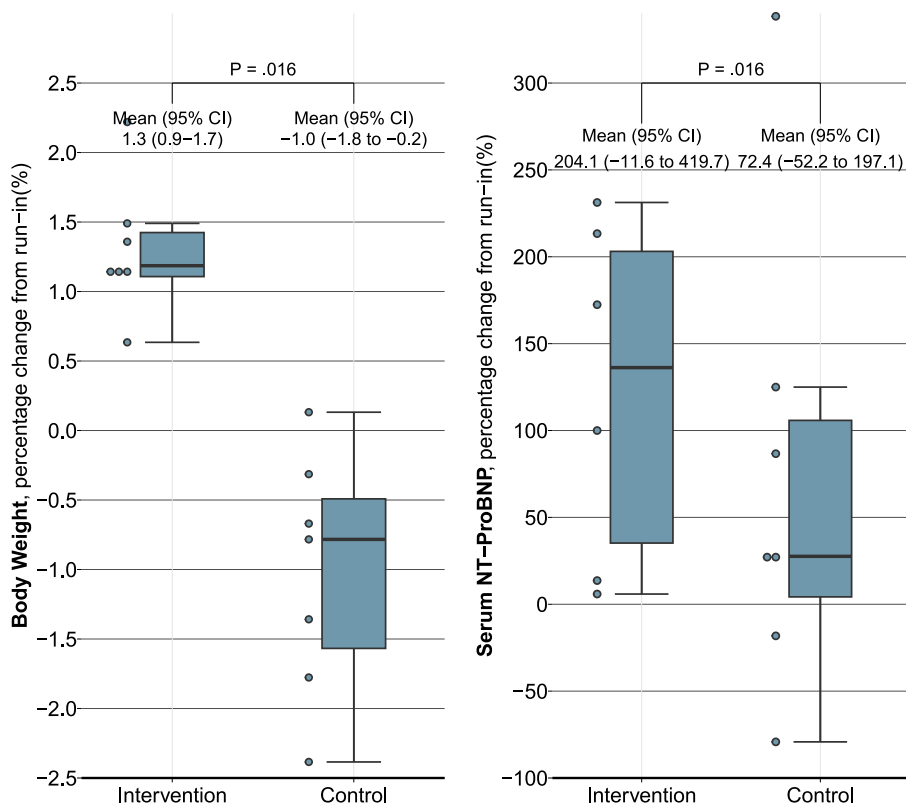 Body Weight, percentage change from run−in(%)
2.5
2.0
1.5
1.0
0.5
0.0
−0.5
−1.0
−1.5
−2.0
−2.5
P = .016
Mean (95% CI)
1.3 (0.9−1.7)
Mean (95% CI)
−1.0 (−1.8 to −0.2)
Intervention
Control
Serum NT−ProBNP, percentage change from run−in(%)
300
250
200
150
100
50
0
−50
−100
P = .016
Mean (95% CI)
204.1 (−11.6 to 419.7)
Mean (95% CI)
72.4 (−52.2 to 197.1)
Intervention
Control